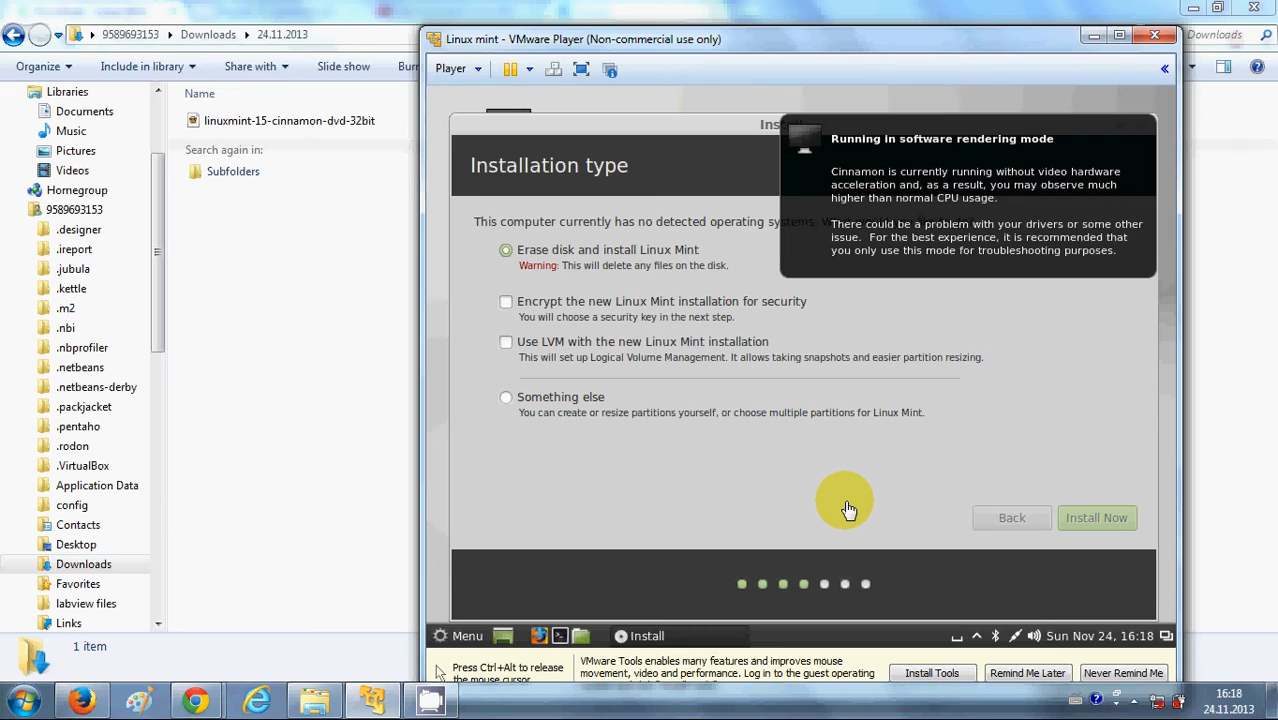 9589693153 Downloads 24.11.2013
Downloads
Linux mint - VMware Player (Non-commercial use only)
Organize Include in library Share with Slide show Burn
Player
Libraries
Documents
Music
Pictures
Videos
Homegroup
9589693153
.designer
.ireport
.jubula
.kettle
.m2
.nbi
.nbprofiler
.netbeans
.netbeans-derby
.packjacket
.pentaho
.rodon
.VirtualBox
Application Data
config
Contacts
Desktop
Downloads
Favorites
labview files
Links
Name
linuxmint-15-cinnamon-dvd-32bit
Search again in:
Subfolders
1 item
Installation type
This computer currently has no detected operating systems.
Erase disk and install Linux Mint
Warning: This will delete any files on the disk.
Encrypt the new Linux Mint installation for security
You will choose a security key in the next step.
Use LVM with the new Linux Mint installation
This will set up Logical Volume Management. It allows taking snapshots and easier partition resizing.
Something else
You can create or resize partitions yourself, or choose multiple partitions for Linux Mint.
Back Install Now
Running in software rendering mode
Cinnamon is currently running without video hardware
acceleration and, as a result, you may observe much
higher than normal CPU usage.
There could be a problem with your drivers or some other
issue. For the best experience, it is recommended that
you only use this mode for troubleshooting purposes.
Menu Install Sun Nov 24, 16:18
Press Ctrl+Alt to release
the mouse cursor
VMware Tools enables many features and improves mouse
movement, video and performance. Log in to the guest operating
Install Tools Remind Me Later Never Remind Me
16:18
24.11.2013